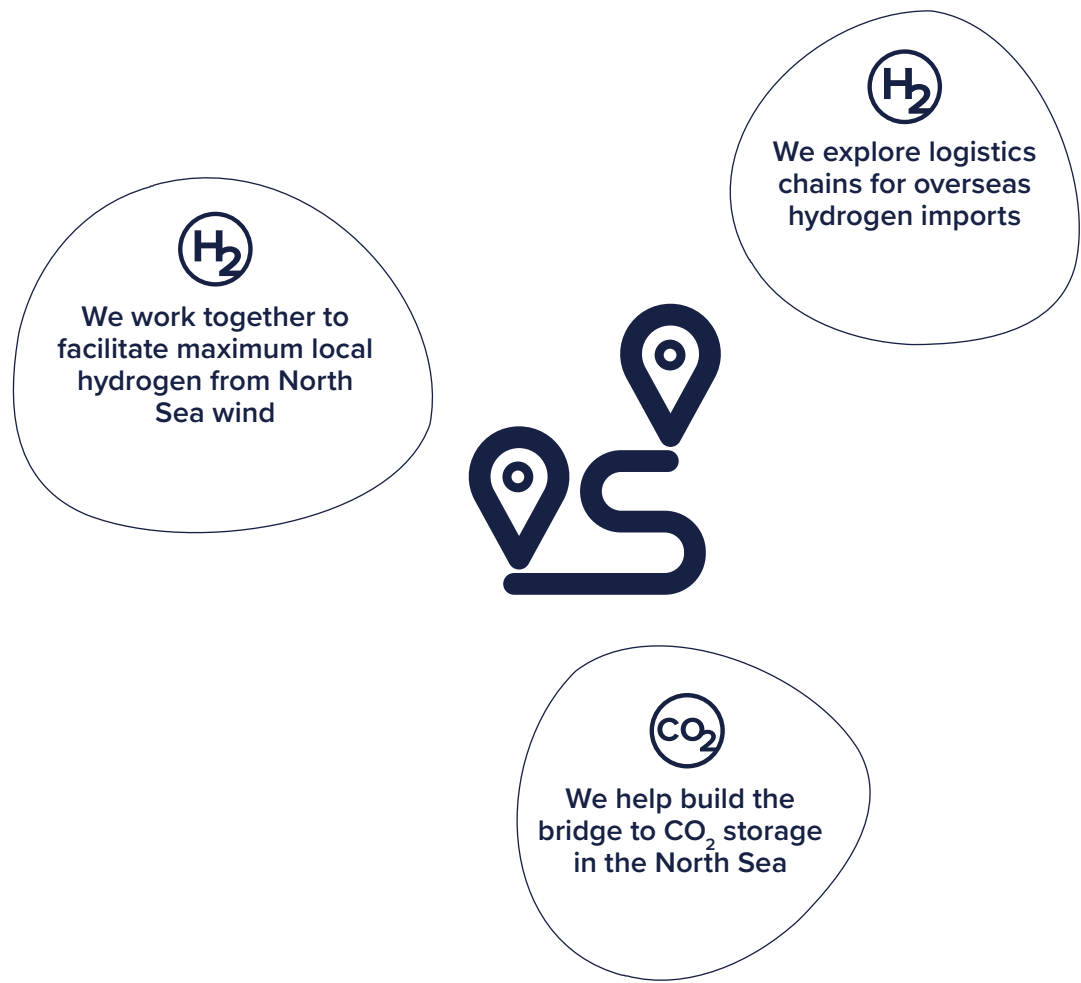 H2
We explore logistics
chains for overseas
hydrogen imports
H2
We work together to
facilitate maximum local
hydrogen from North
Sea wind
CO2
We help build the
bridge to CO₂ storage
in the North Sea